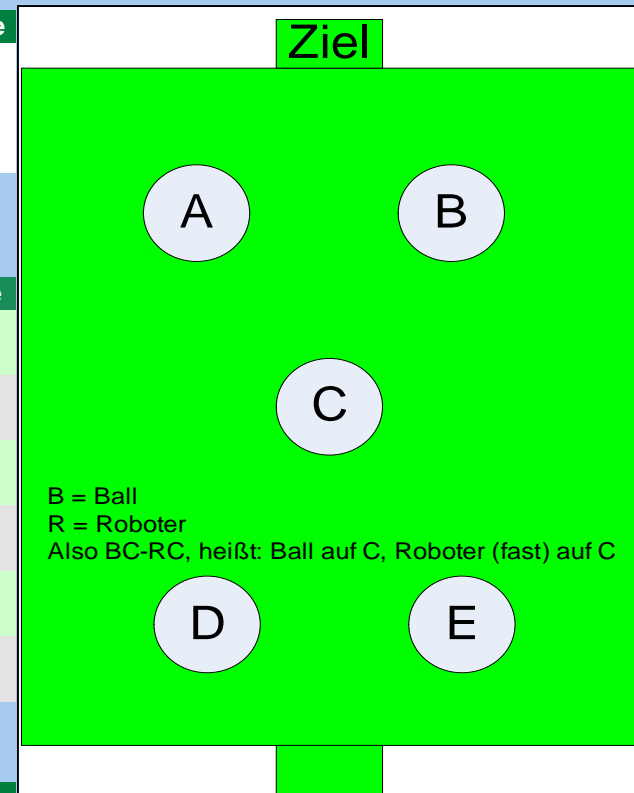 e
Ziel
A B
C
e
B = Ball
R = Roboter
Also BC-RC, heißt: Ball auf C, Roboter (fast) auf C
D E